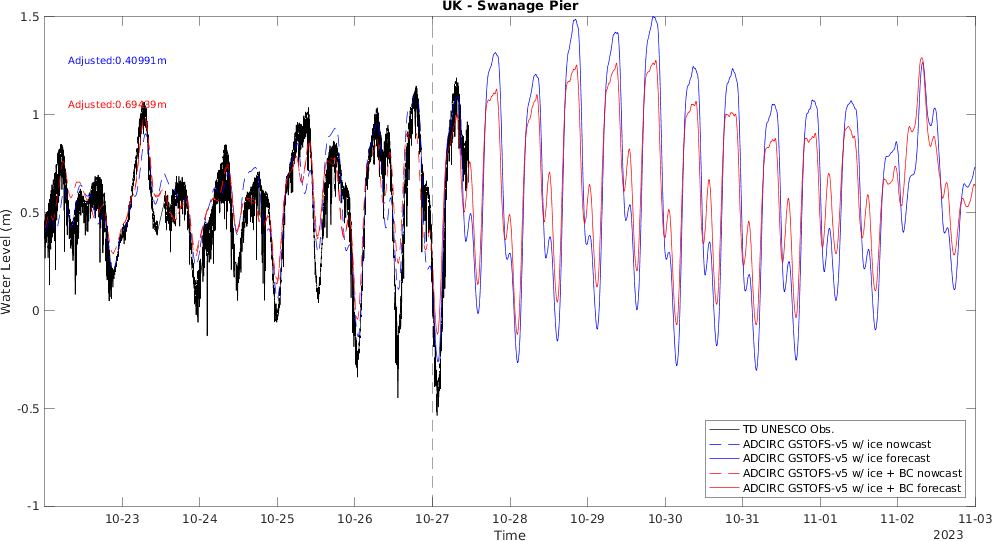 UK - Swanage Pier
Adjusted:0.40991m
Adjusted:0.69439m
Water Level (m)
1.5
1
0.5
0
-0.5
-1
10-23 10-24 10-25 10-26 10-27 10-28 10-29 10-30 10-31 11-01 11-02 11-03
2023
Time
TD UNESCO Obs.
ADCIRC GSTOFS-v5 w/ ice nowcast
ADCIRC GSTOFS-v5 w/ ice forecast
ADCIRC GSTOFS-v5 w/ ice + BC nowcast
ADCIRC GSTOFS-v5 w/ ice + BC forecast